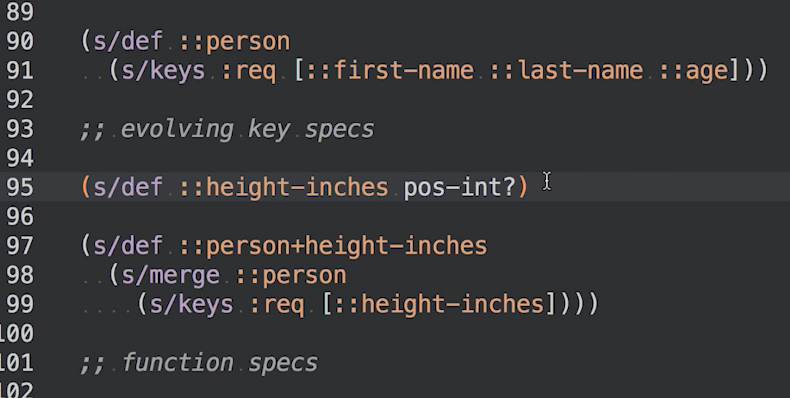 89
90 (s/def ::person
91 (s/keys :req [::first-name ::last-name ::age]))
92
93 ;; evolving key specs
94
95 (s/def ::height-inches pos-int?)
96
97 (s/def ::person+height-inches
98 (s/merge ::person
99 (s/keys :req [::height-inches])))
100
101 ;; function specs
102